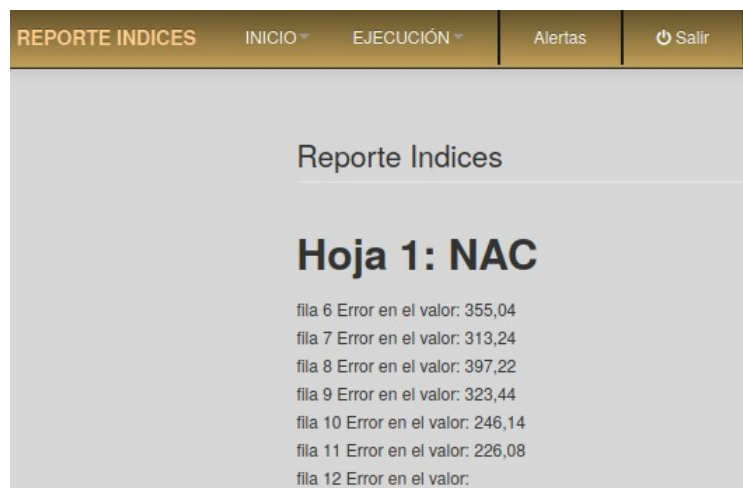 REPORTE INDICES INICIO EJECUCIÓN Alertas Salir
Reporte Indices
Hoja 1: NAC
fila 6 Error en el valor: 355,04
fila 7 Error en el valor: 313,24
fila 8 Error en el valor: 397,22
fila 9 Error en el valor: 323,44
fila 10 Error en el valor: 246,14
fila 11 Error en el valor: 226,08
fila 12 Error en el valor: